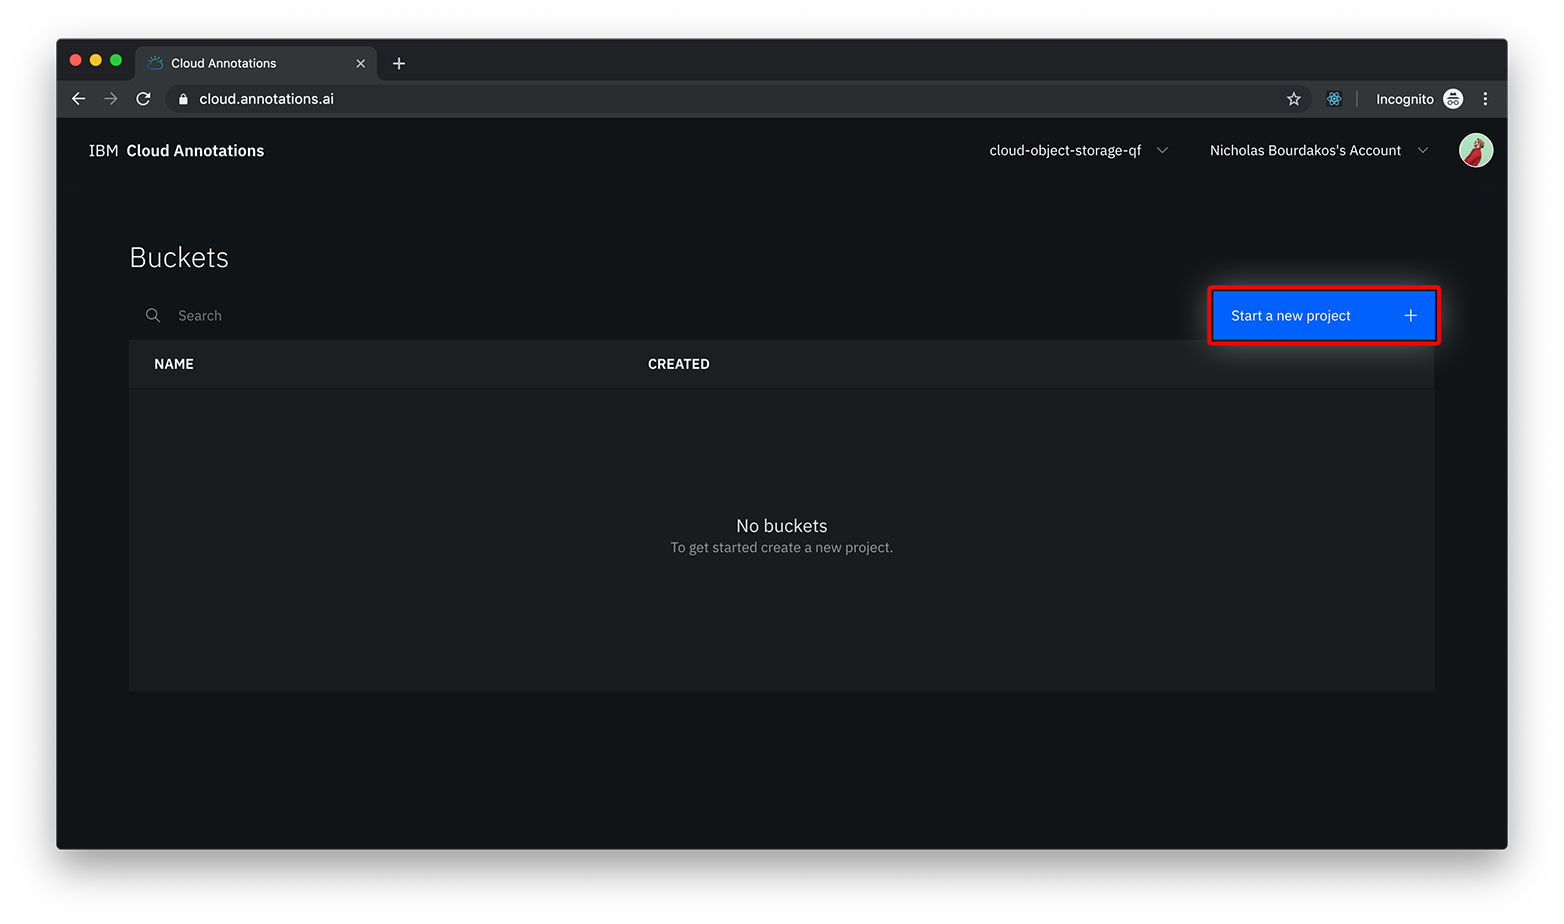 Cloud Annotations
cloud.annotations.ai
Incognito
IBM Cloud Annotations
cloud-object-storage-qf
Nicholas Bourdakos's Account
Buckets
Search
Start a new project
NAME
CREATED
No buckets
To get started create a new project.